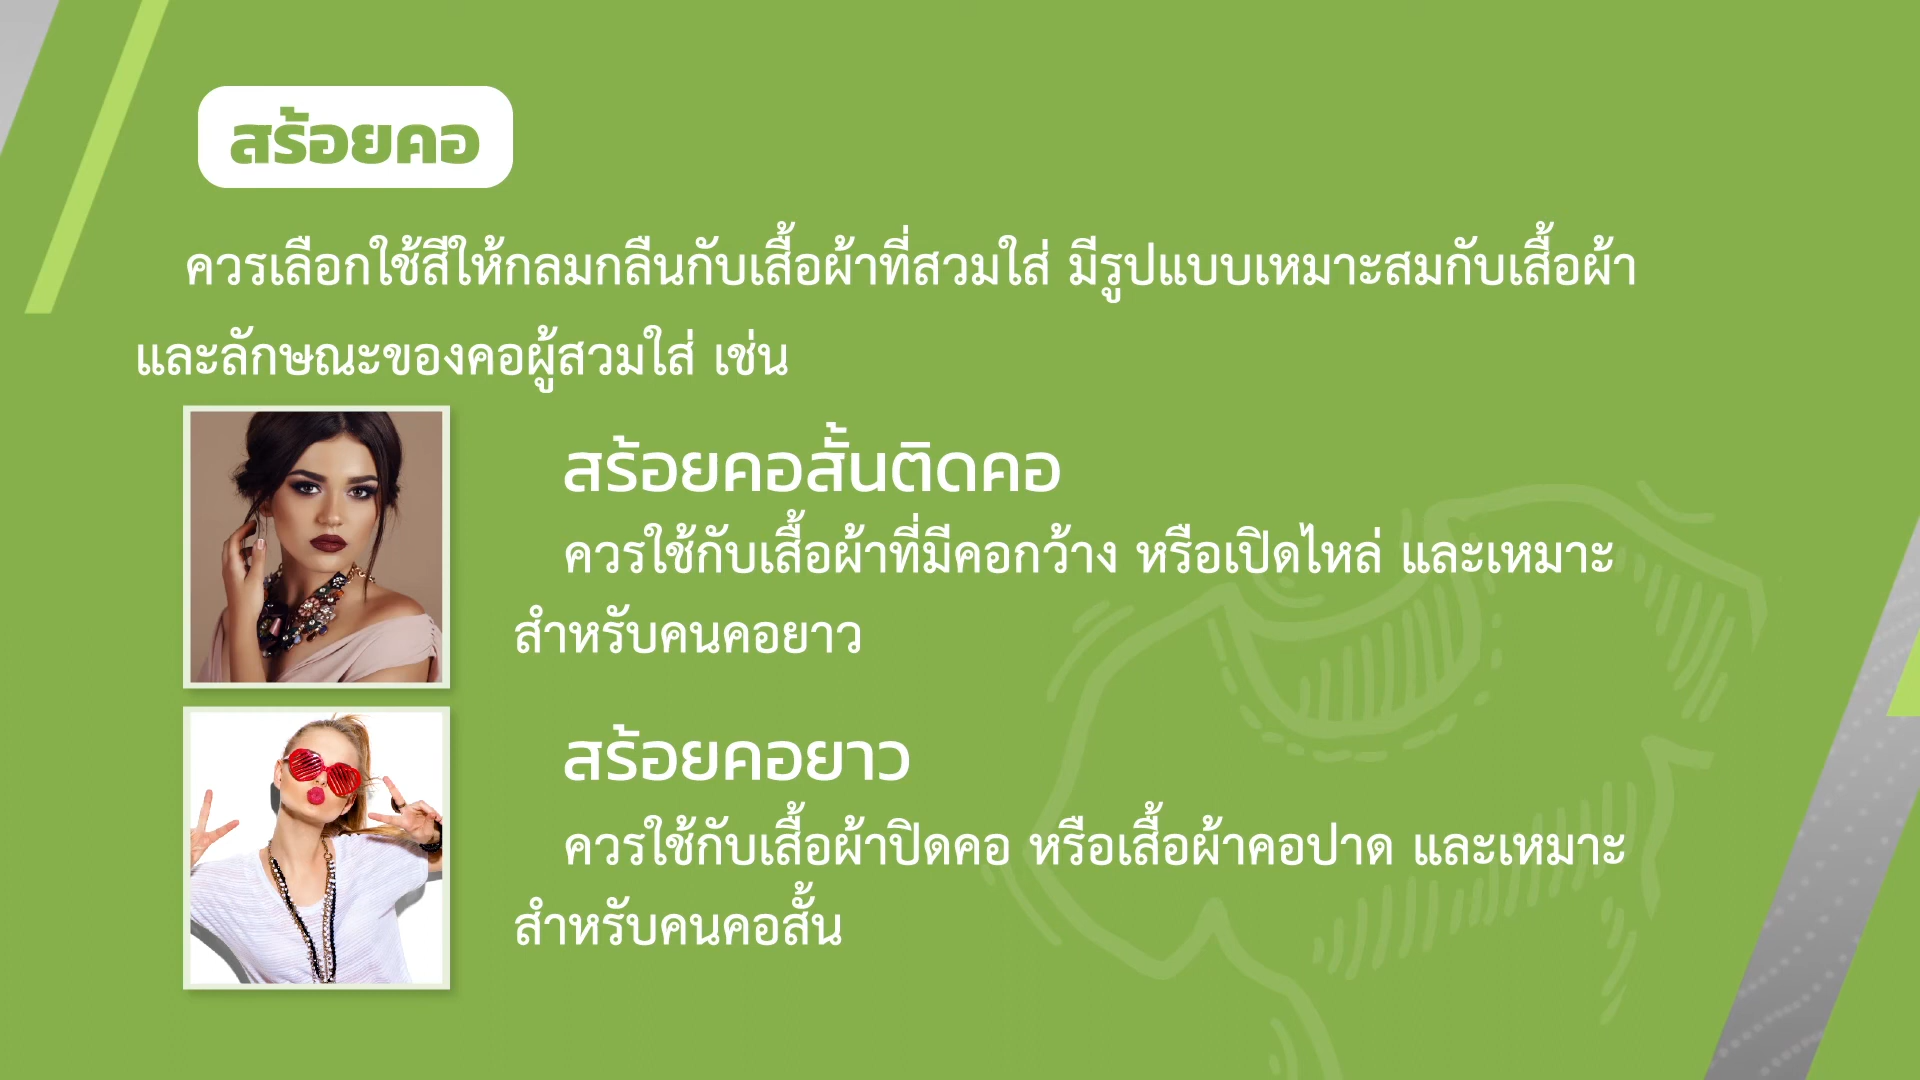 สร้อยคอ
ควรเลือกใช้สีให้กลมกลืนกับเสื้อผ้าที่สวมใส่ มีรูปแบบเหมาะสมกับเสื้อผ้า
และลักษณะของคอผู้สวมใส่ เช่น
สร้อยคอสั้นติดคอ
ควรใช้กับเสื้อผ้าที่มีคอกว้าง หรือเปิดไหล่ และเหมาะ
สำหรับคนคอยาว
สร้อยคอยาว
ควรใช้กับเสื้อผ้าปิดคอ หรือเสื้อผ้าคอปาด และเหมาะ
สำหรับคนคอสั้น